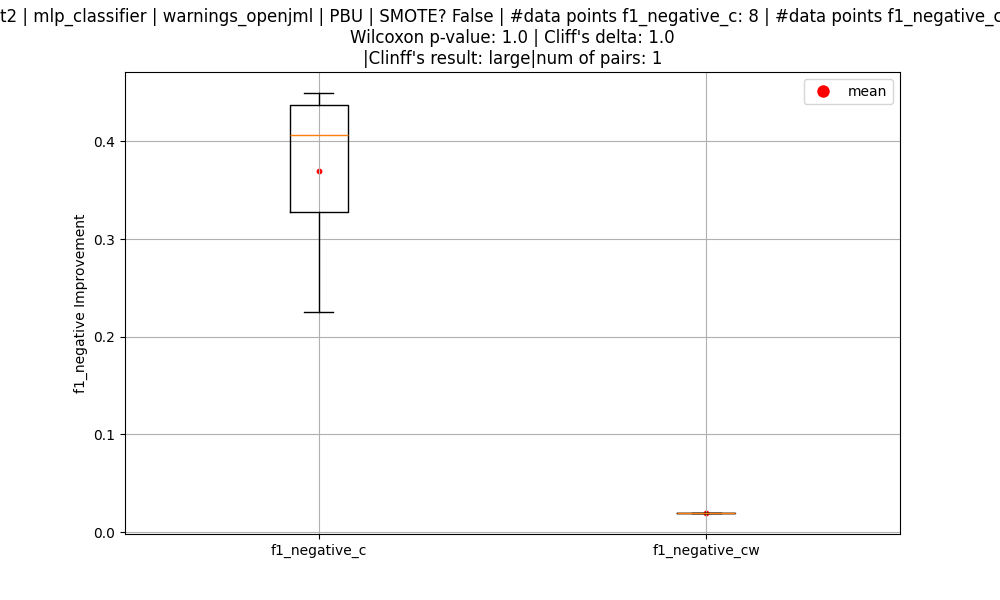 t2 | mlp_classifier | warnings_openjml | PBU | SMOTE? False | #data points f1_negative_c: 8 | #data points f1_negative_c
Wilcoxon p-value: 1.0 | Cliff's delta: 1.0
|Clinff's result: large|num of pairs: 1
mean
f1_negative Improvement
0.4
0.3
0.2
0.1
0.0
f1_negative_c
f1_negative_cw